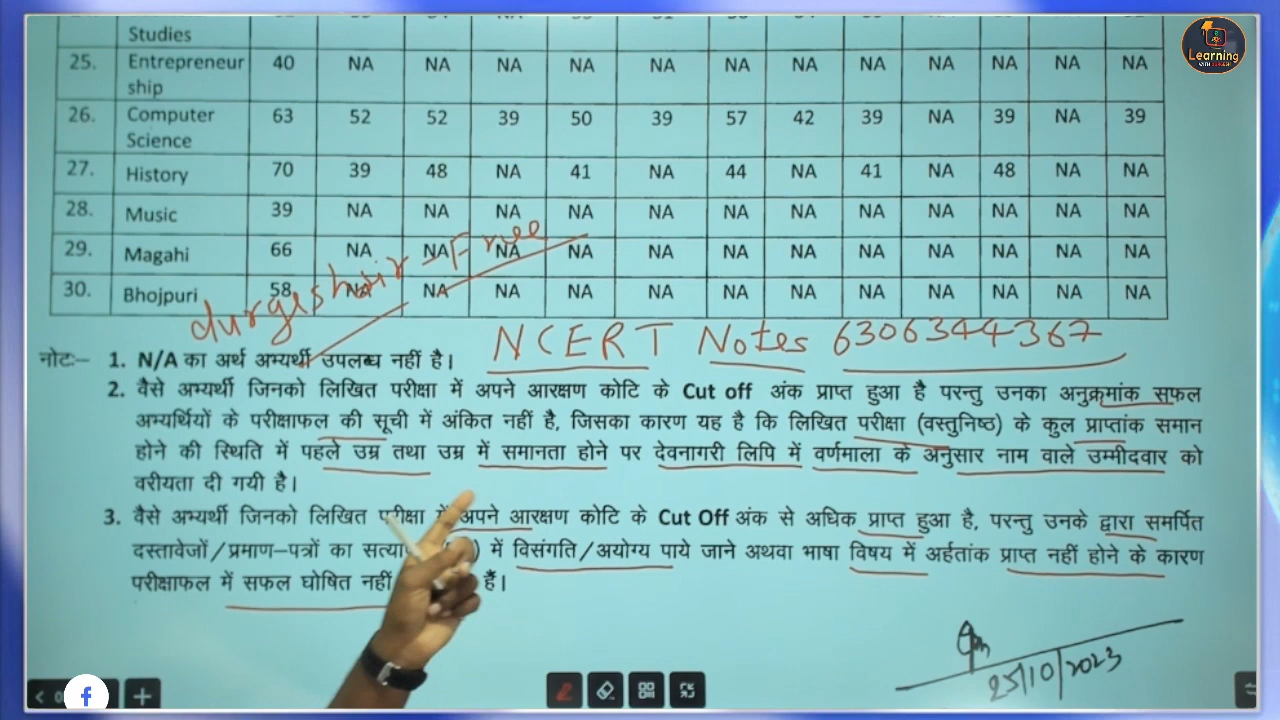 Studies
25. Entrepreneur ship 40 NA NA NA NA NA NA NA NA NA NA NA NA
26. Computer Science 63 52 52 39 50 39 57 42 39 NA 39 NA 39
27. History 70 39 48 NA 41 NA 44 NA 41 NA 48 NA NA
28. Music 39 NA NA NA NA NA NA NA NA NA NA NA NA
29. Magahi 66 NA NA NA NA NA NA NA NA NA NA NA NA
30. Bhojpuri 58 NA NA NA NA NA NA NA NA NA NA NA NA
Learning
durgesh sir - Free
NCERT Notes 6306344367
नोटः– 1. N/A का अर्थ अभ्यर्थी उपलब्ध नहीं है।
2. वैसे अभ्यर्थी जिनको लिखित परीक्षा में अपने आरक्षण कोटि के Cut off अंक प्राप्त हुआ है परन्तु उनका अनुक्रमांक सफल
अभ्यर्थियों के परीक्षाफल की सूची में अंकित नहीं है, जिसका कारण यह है कि लिखित परीक्षा (वस्तुनिष्ठ) के कुल प्राप्तांक समान
होने की स्थिति में पहले उम्र तथा उम्र में समानता होने पर देवनागरी लिपि में वर्णमाला के अनुसार नाम वाले उम्मीदवार को
वरीयता दी गयी है।
3. वैसे अभ्यर्थी जिनको लिखित परीक्षा में अपने आरक्षण कोटि के Cut Off अंक से अधिक प्राप्त हुआ है, परन्तु उनके द्वारा समर्पित
दस्तावेजों/प्रमाण–पत्रों का में विसंगति/अयोग्य पाये जाने अथवा भाषा विषय में अर्हतांक प्राप्त नहीं होने के कारण
परीक्षाफल में सफल घोषित नहीं हैं।
25/10/2023